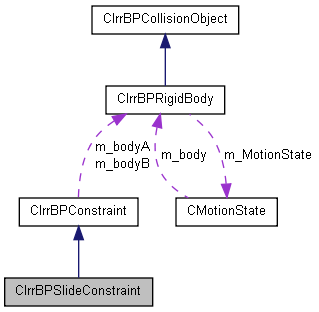 CIrrBPCollisionObject
CIrrBPRigidBody
m_bodyA
m_bodyB
m_body
m_MotionState
CIrrBPConstraint
CMotionState
CIrrBPSlideConstraint